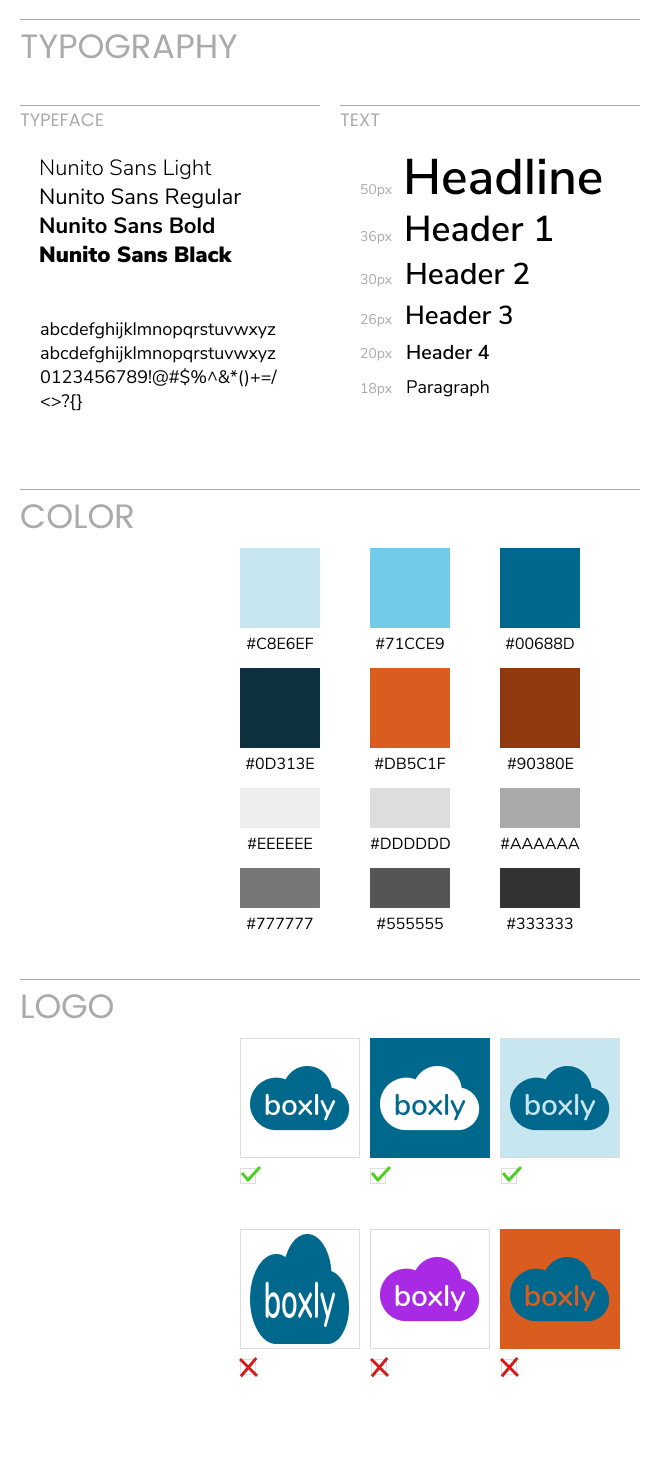 TYPOGRAPHY
TYPEFACE
Nunito Sans Light
Nunito Sans Regular
Nunito Sans Bold
Nunito Sans Black
abcdefghijklmnopqrstuvwxyz
abcdefghijklmnopqrstuvwxyz
0123456789!@#$%^&*()+=/
<>?{}
TEXT
50px Headline
36px Header 1
30px Header 2
26px Header 3
20px Header 4
18px Paragraph
COLOR
#C8E6EF #71CCE9 #00688D
#0D313E #DB5C1F #90380E
#EEEEEE #DDDDDD #AAAAAA
#777777 #555555 #333333
LOGO
boxly boxly boxly
boxly boxly boxly